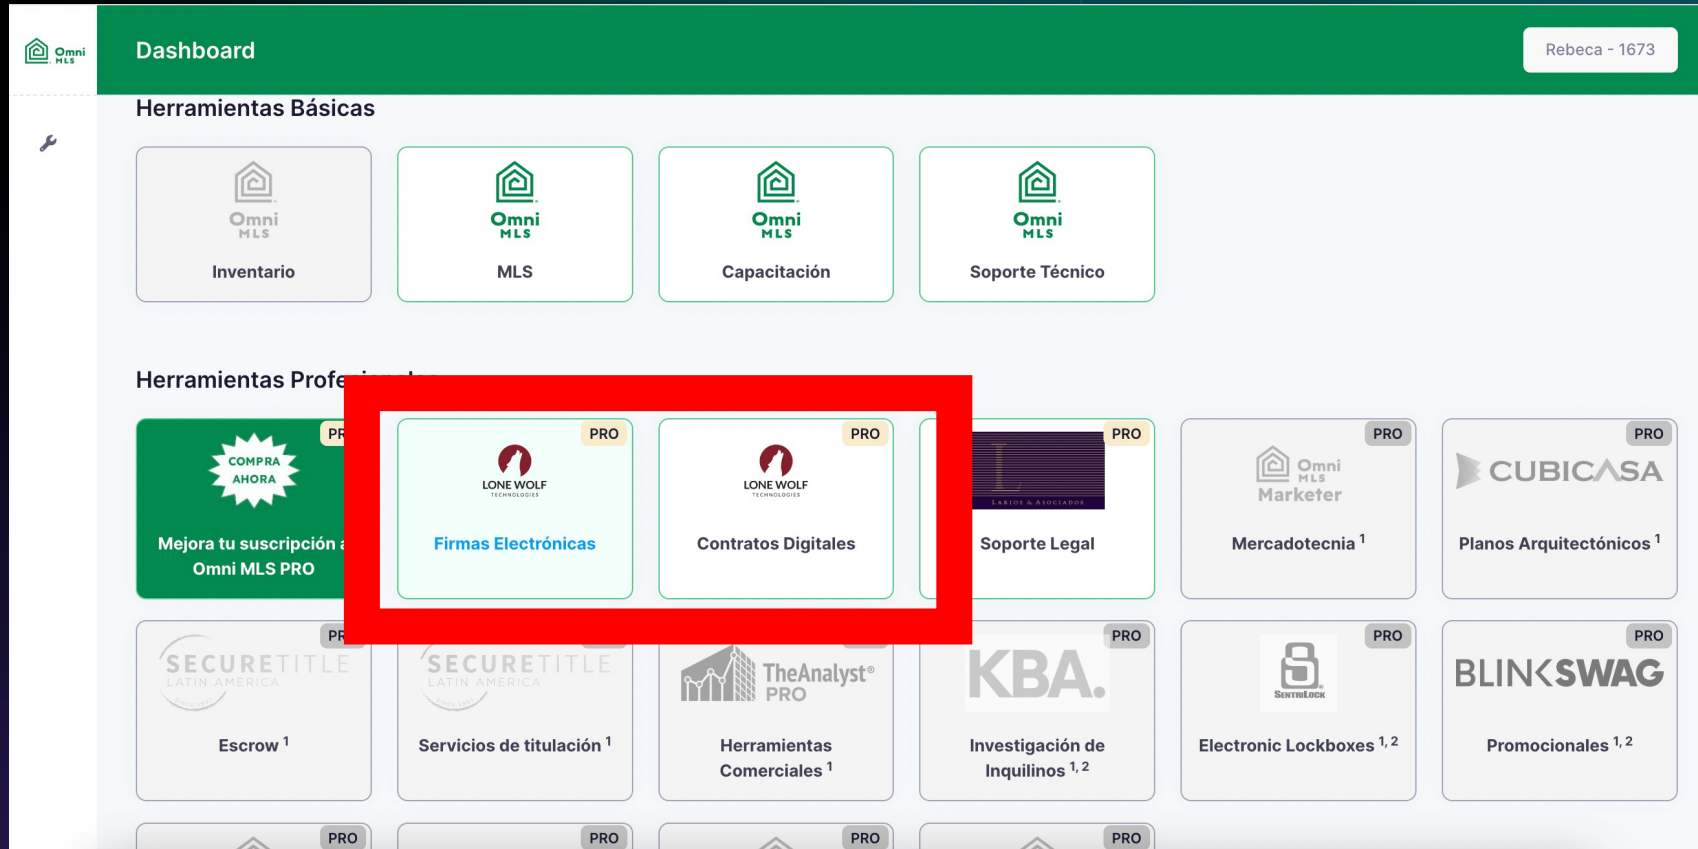 Omni
MLS
Dashboard
Rebeca - 1673
Herramientas Básicas
Omni
MLS
Inventario
Omni
MLS
MLS
Omni
MLS
Capacitación
Omni
MLS
Soporte Técnico
Herramientas
PR
COMPRA
AHORA
Mejora tu suscripción a
Omni MLS PRO
PRO
LONE WOLF
TECHNOLOGIES
Firmas Electrónicas
PRO
LONE WOLF
TECHNOLOGIES
Contratos Digitales
PRO
L
LARIOS & ASOCIADOS
Soporte Legal
PRO
Omni
MLS
Marketer
Mercadotecnia 1
PRO
CUBICASA
Planos Arquitectónicos 1
PR
SECURETITLE
LATIN AMERICA
Escrow 1
SECURETITLE
LATIN AMERICA
Servicios de titulación 1
TheAnalyst®
PRO
Herramientas
Comerciales 1
PRO
KBA.
Investigación de
Inquilinos 1, 2
PRO
SENTRILOCK
Electronic Lockboxes 1, 2
PRO
BLINKSWAG
Promocionales 1, 2
PRO
PRO
PRO
PRO